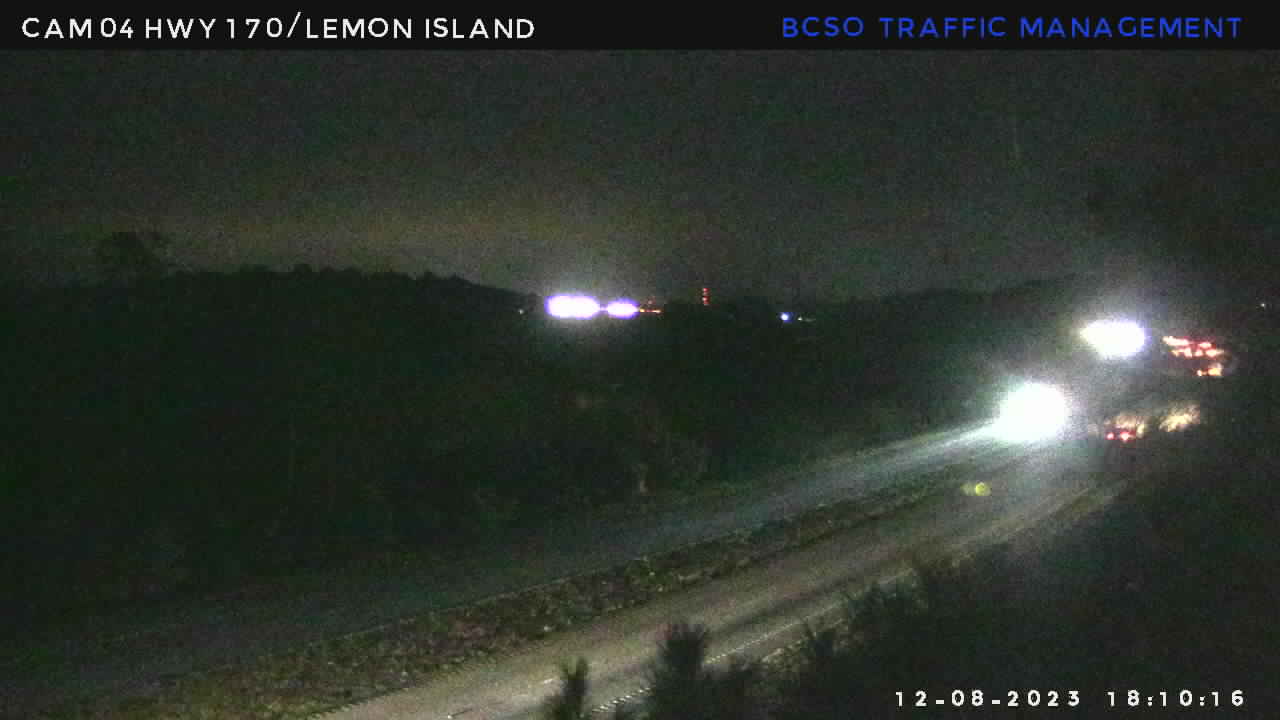 CAM04 HWY 170/LEMON ISLAND
BCSO TRAFFIC MANAGEMENT
12-08-2023 18:10:16